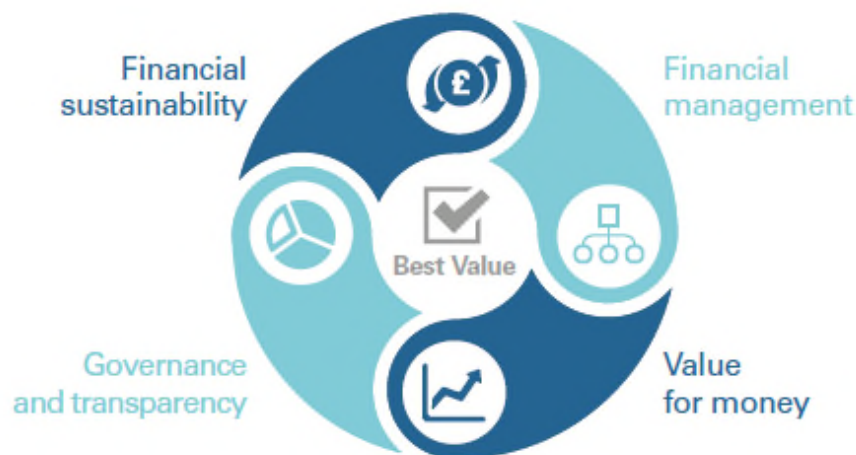 Financial
sustainability
£
Financial
management
Best Value
Governance
and transparency
Value
for money